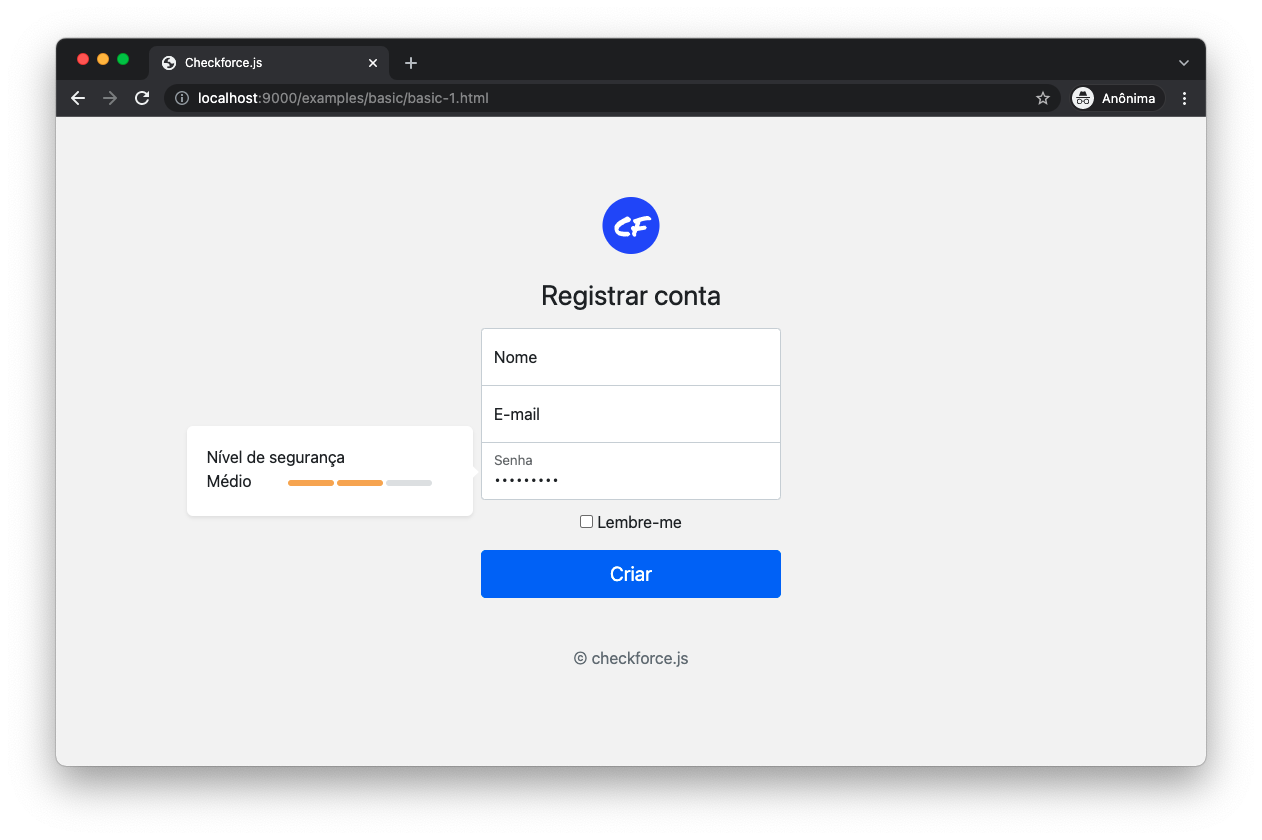 Checkforce.js
localhost:9000/examples/basic/basic-1.html
Anônima
CF
Registrar conta
Nome
E-mail
Nível de segurança
Médio
Senha
•••••••••
Lembre-me
Criar
© checkforce.js